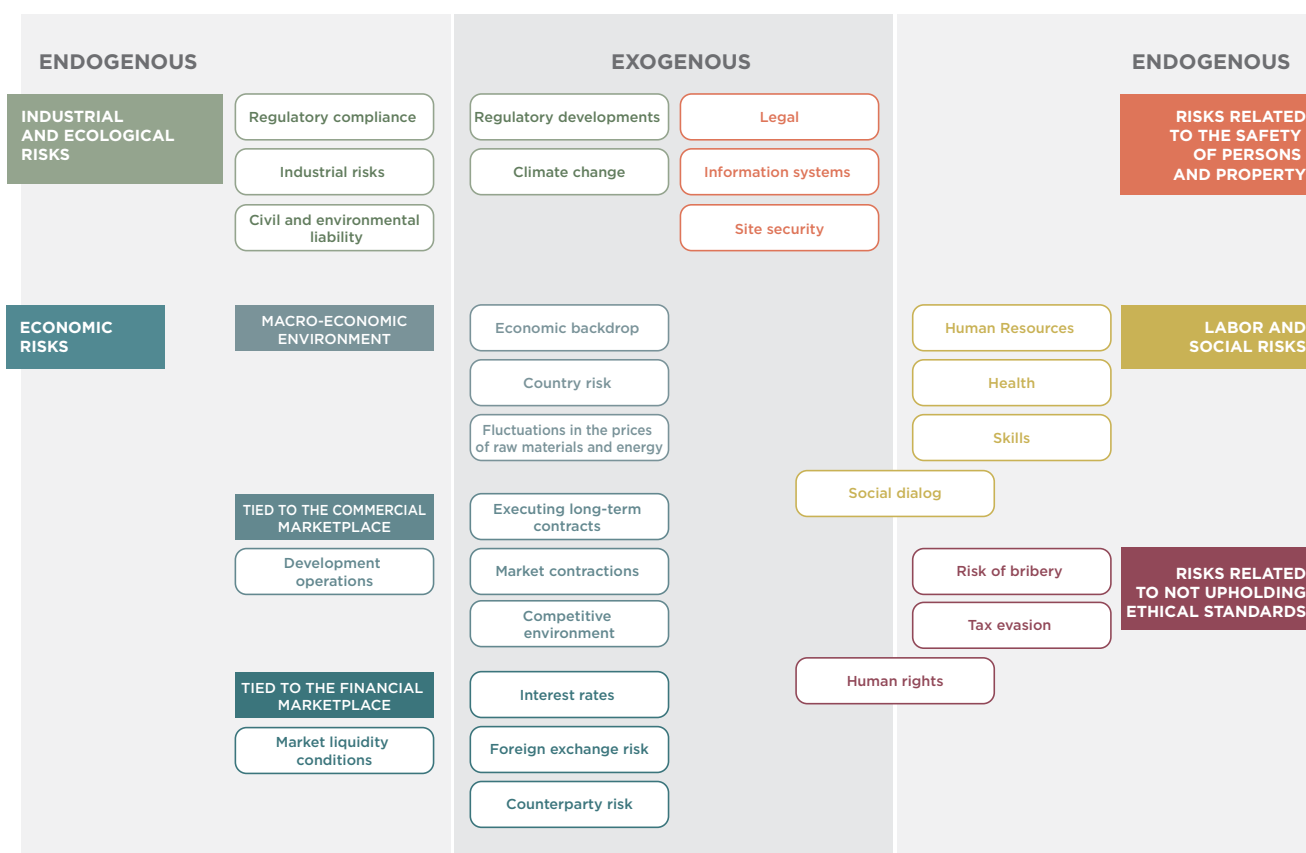 ENDOGENOUS
EXOGENOUS
ENDOGENOUS
INDUSTRIAL
AND ECOLOGICAL
RISKS
Regulatory compliance
Industrial risks
Civil and environmental
liability
Regulatory developments
Climate change
Legal
Information systems
Site security
RISKS RELATED
TO THE SAFETY
OF PERSONS
AND PROPERTY
ECONOMIC
RISKS
MACRO-ECONOMIC
ENVIRONMENT
Economic backdrop
Country risk
Fluctuations in the prices
of raw materials and energy
Human Resources
Health
Skills
Social dialog
LABOR AND
SOCIAL RISKS
TIED TO THE COMMERCIAL
MARKETPLACE
Development
operations
Executing long-term
contracts
Market contractions
Competitive
environment
Risk of bribery
Tax evasion
Human rights
RISKS RELATED
TO NOT UPHOLDING
ETHICAL STANDARDS
TIED TO THE FINANCIAL
MARKETPLACE
Market liquidity
conditions
Interest rates
Foreign exchange risk
Counterparty risk